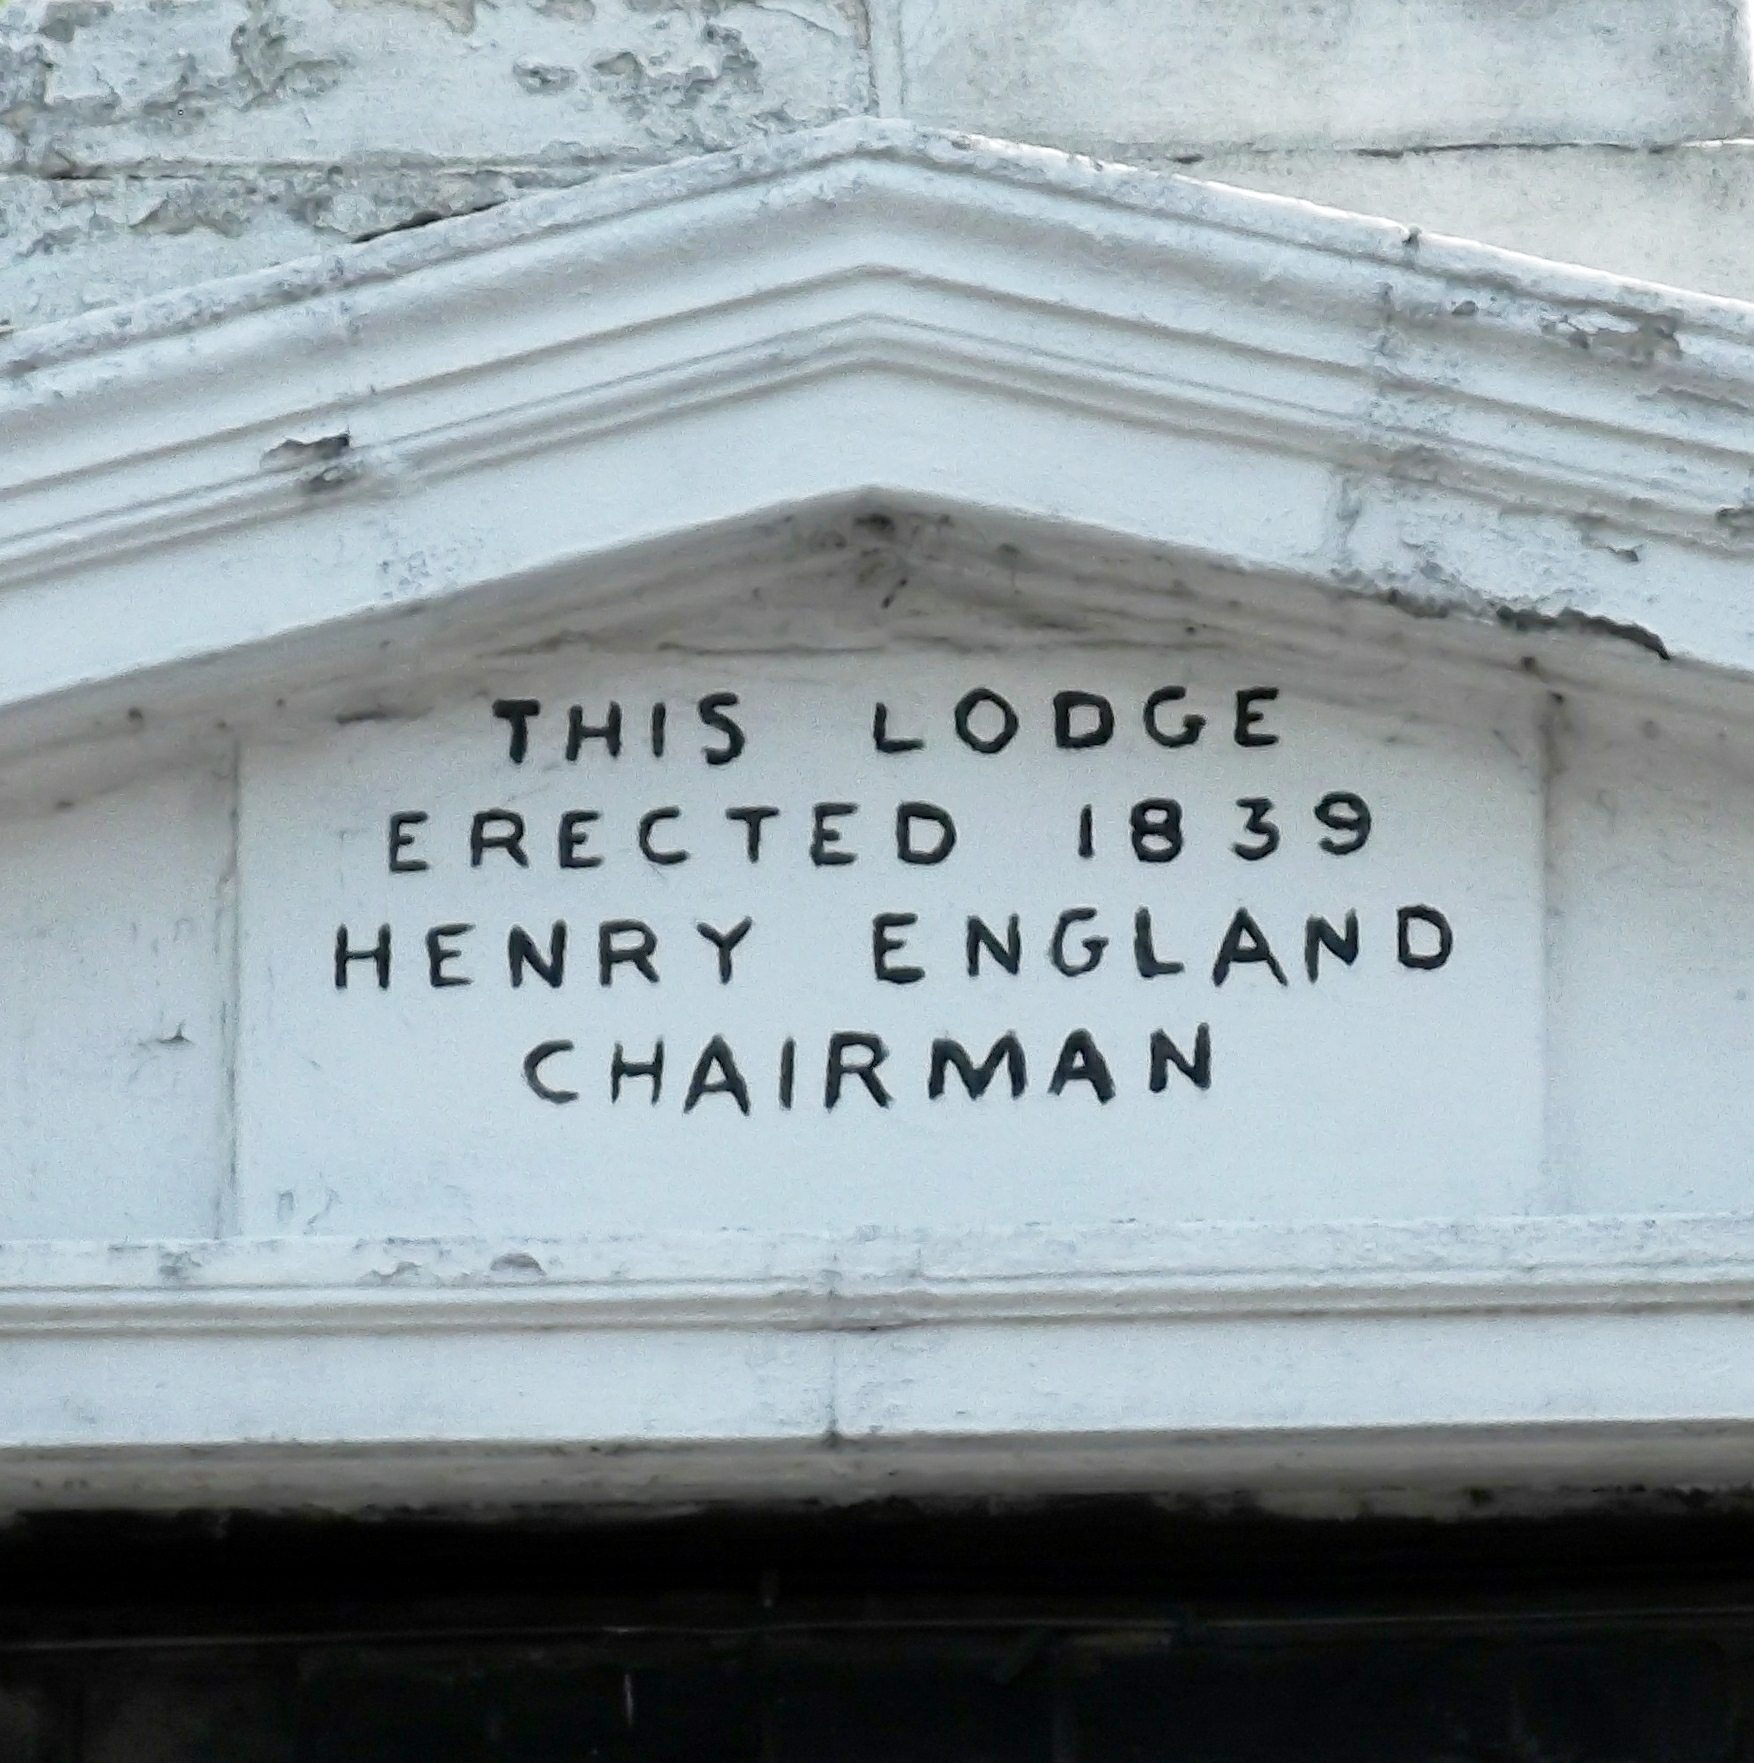 THIS LODGE
ERECTED 1839
HENRY ENGLAND
CHAIRMAN